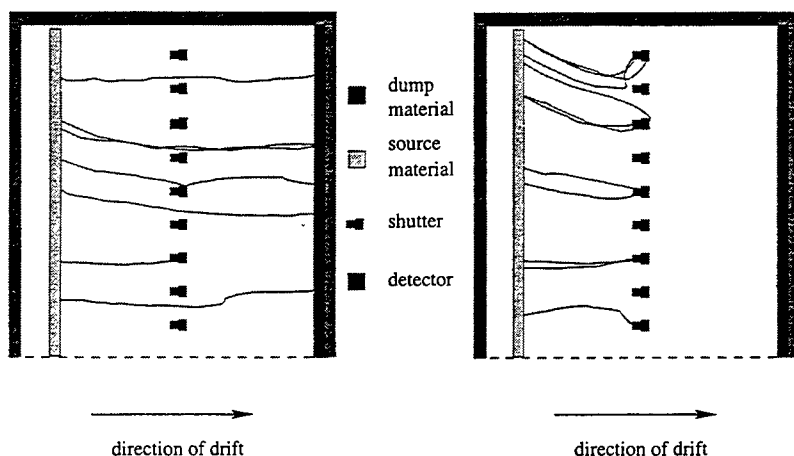 dump
material
source
material
shutter
detector
direction of drift
direction of drift